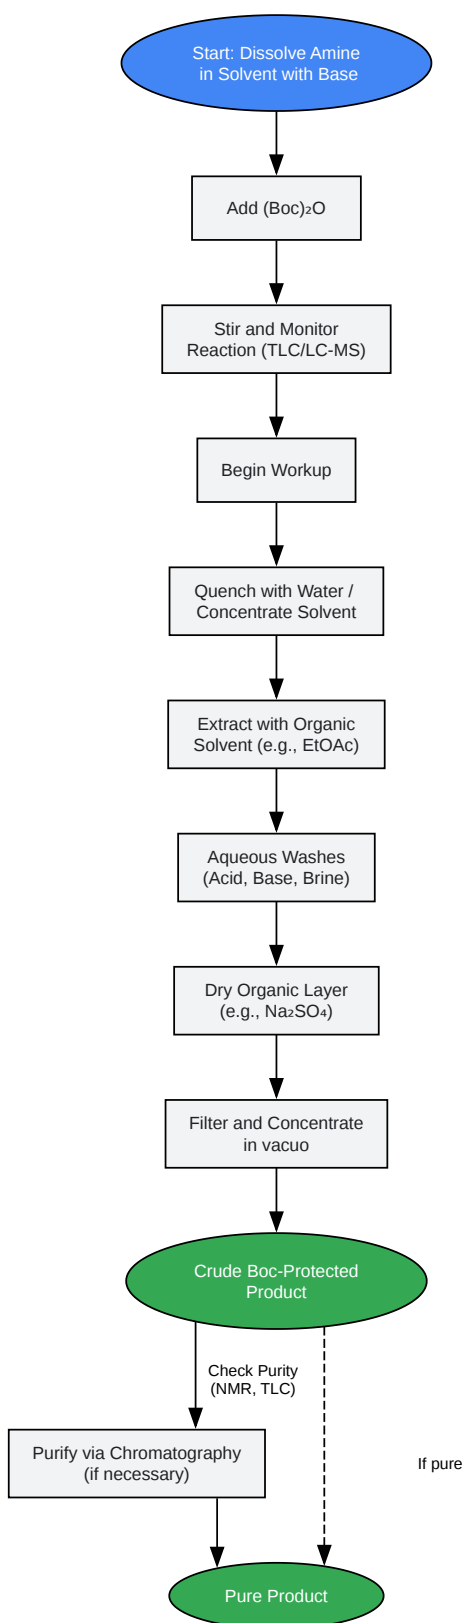 Start: Dissolve Amine
in Solvent with Base
Add (Boc)₂O
Stir and Monitor
Reaction (TLC/LC-MS)
Begin Workup
Quench with Water /
Concentrate Solvent
Extract with Organic
Solvent (e.g., EtOAc)
Aqueous Washes
(Acid, Base, Brine)
Dry Organic Layer
(e.g., Na₂SO₄)
Filter and Concentrate
in vacuo
Crude Boc-Protected
Product
Check Purity
(NMR, TLC)
Purify via Chromatography
(if necessary)
If pure
Pure Product